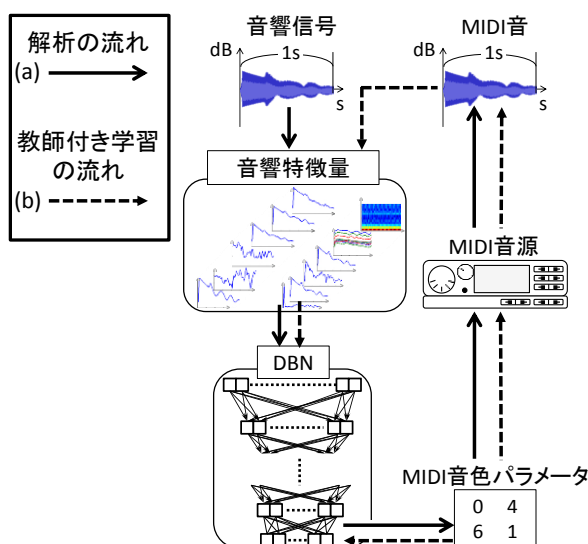 解析の流れ
(a)
教師付き学習
の流れ
(b)
音響信号
dB
1s
s
MIDI音
dB
1s
s
音響特徴量
MIDI音源
DBN
MIDI音色パラメータ
0 4
6 1